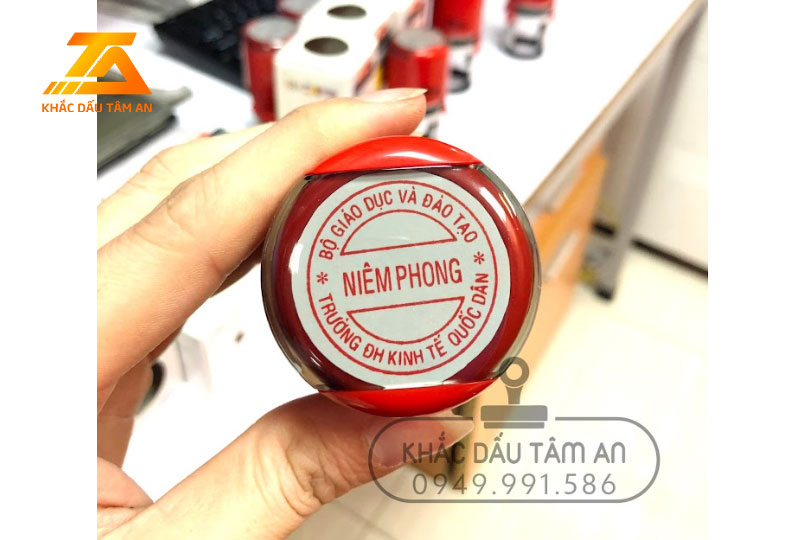 KHẮC DẤU TÂM AN
* BỘ GIÁO DỤC VÀ ĐÀO TẠO *
NIÊM PHONG
TRƯỜNG ĐH KINH TẾ QUỐC DÂN
KHẮC DẤU TÂM AN
0949.991.586